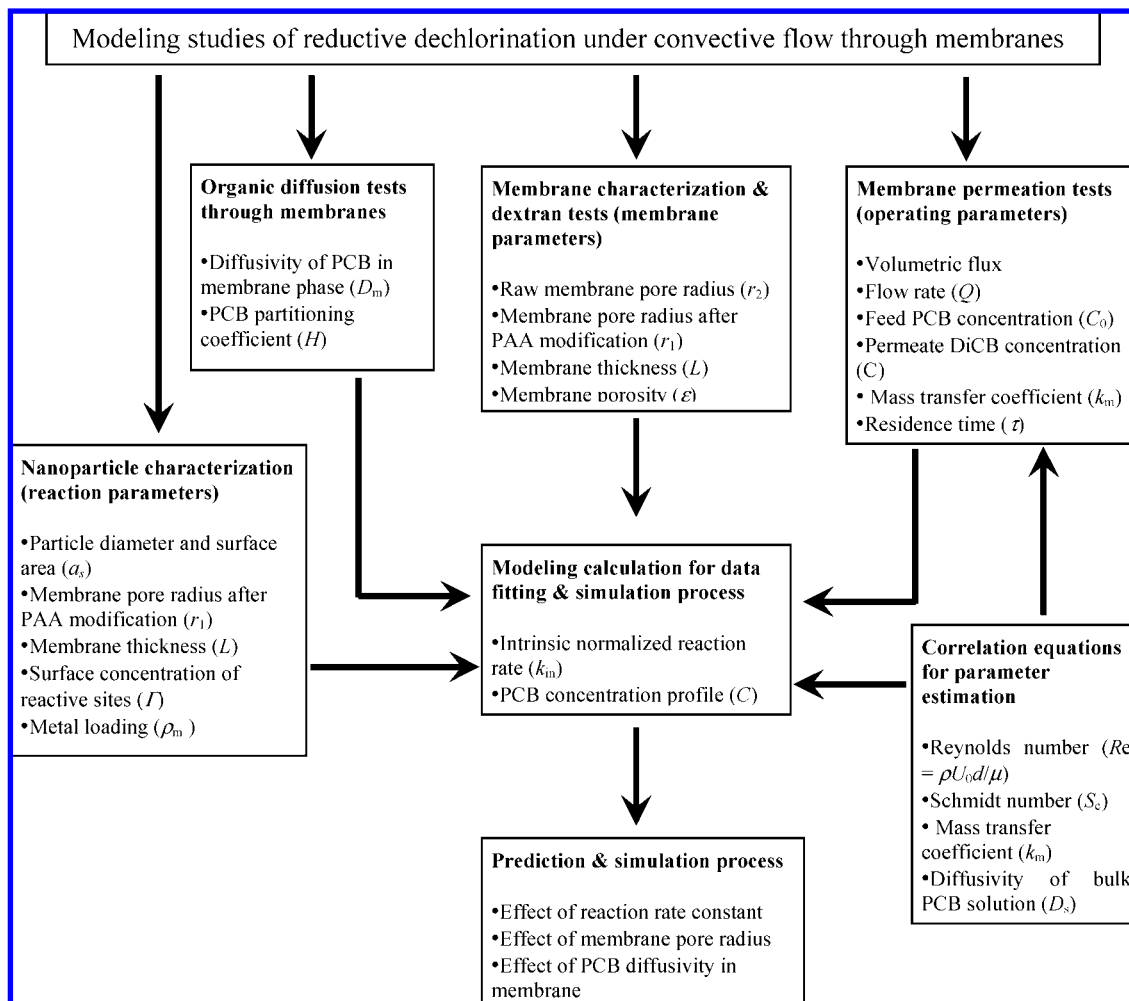 Modeling studies of reductive dechlorination under convective flow through membranes
Organic diffusion tests
through membranes
•Diffusivity of PCB in
membrane phase (Dm)
•PCB partitioning
coefficient (H)
Membrane characterization &
dextran tests (membrane
parameters)
•Raw membrane pore radius (r2)
•Membrane pore radius after
PAA modification (r1)
•Membrane thickness (L)
•Membrane porosity (ε)
Membrane permeation tests
(operating parameters)
•Volumetric flux
•Flow rate (Q)
•Feed PCB concentration (C0)
•Permeate DiCB concentration
(C)
• Mass transfer coefficient (km)
•Residence time (τ)
Nanoparticle characterization
(reaction parameters)
•Particle diameter and surface
area (as)
•Membrane pore radius after
PAA modification (r1)
•Membrane thickness (L)
•Surface concentration of
reactive sites (Γ)
•Metal loading (ρm )
Modeling calculation for data
fitting & simulation process
•Intrinsic normalized reaction
rate (kin)
•PCB concentration profile (C)
Correlation equations
for parameter
estimation
•Reynolds number (Re
= ρU0d/μ)
•Schmidt number (Sc)
• Mass transfer
coefficient (km)
•Diffusivity of bulk
PCB solution (Ds)
Prediction & simulation process
•Effect of reaction rate constant
•Effect of membrane pore radius
•Effect of PCB diffusivity in
membrane